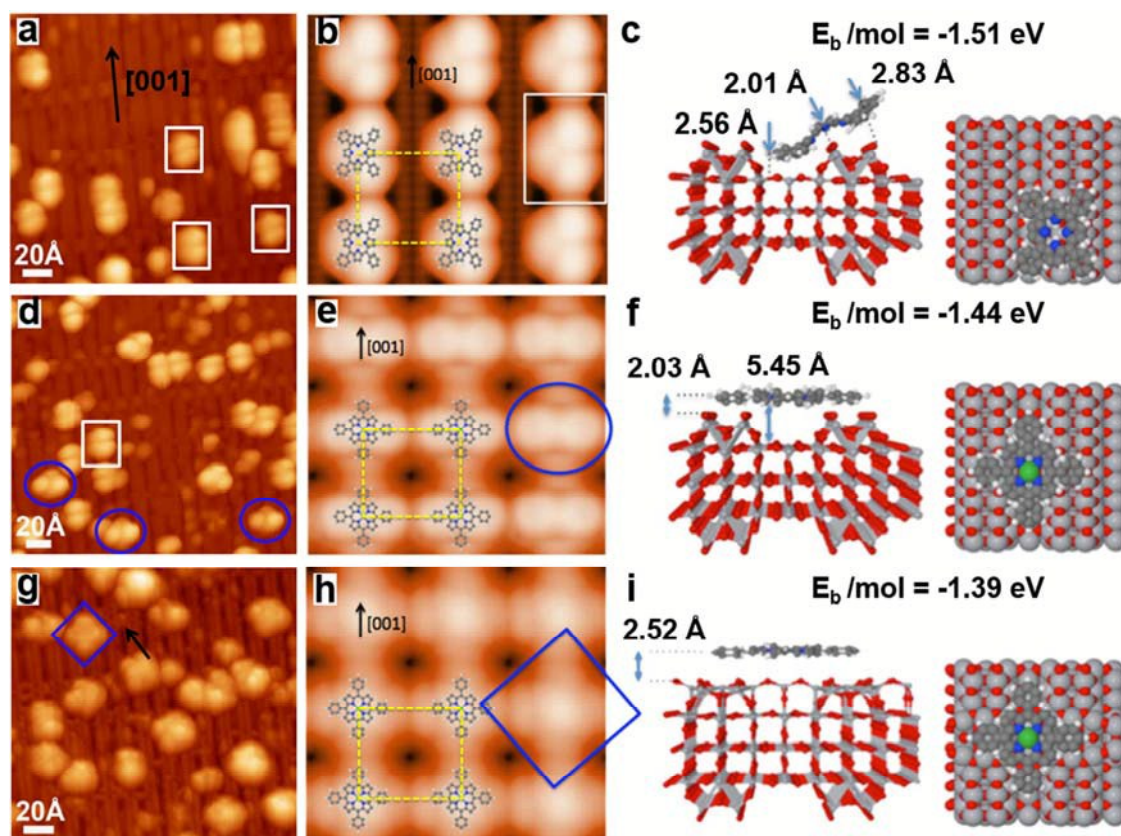 a
[001]
20Å
b
[001]
c
E_b /mol = -1.51 eV
2.83 Å
2.01 Å
2.56 Å
d
20Å
e
[001]
f
E_b /mol = -1.44 eV
2.03 Å
5.45 Å
g
20Å
h
[001]
i
E_b /mol = -1.39 eV
2.52 Å